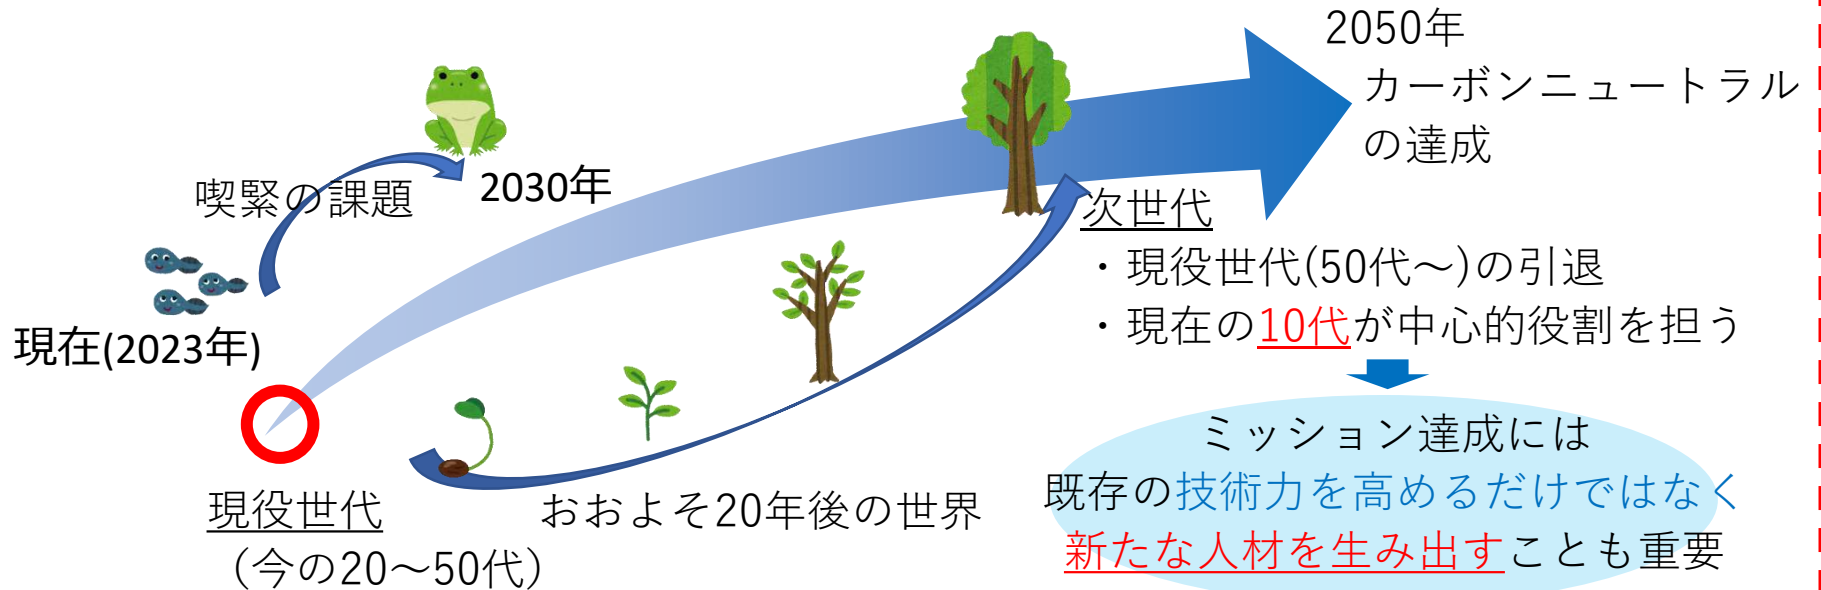 2050年
カーボンニュートラル
の達成
喫緊の課題
2030年
現在(2023年)
次世代
・現役世代(50代～)の引退
・現在の10代が中心的役割を担う
現役世代
（今の20～50代）
おおよそ20年後の世界
ミッション達成には
既存の技術力を高めるだけではなく
新たな人材を生み出すことも重要